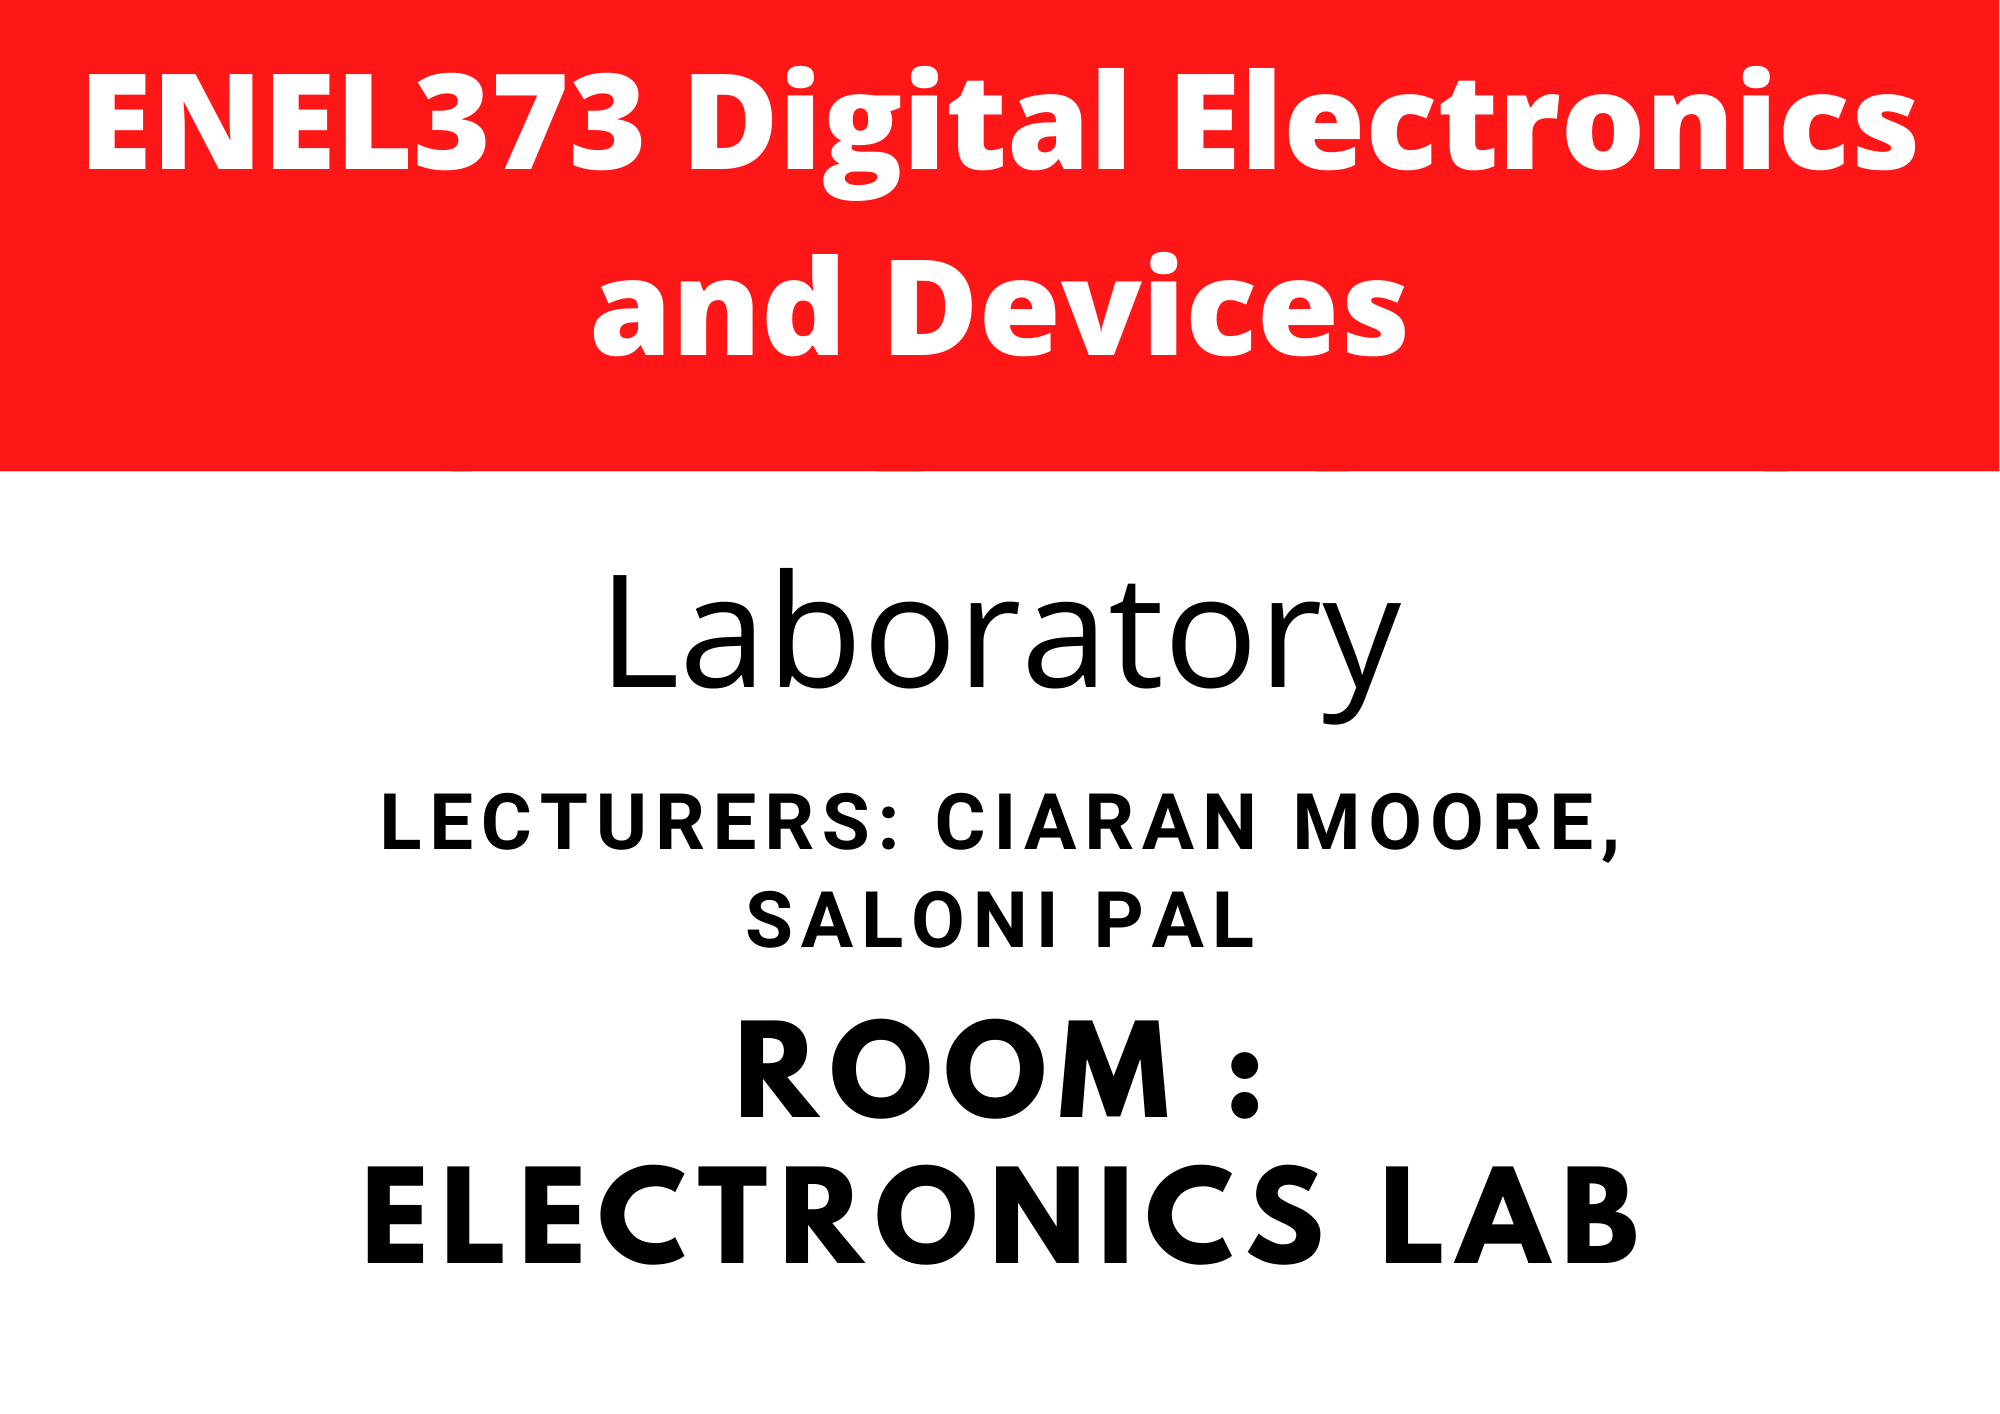 ENEL373 Digital Electronics
and Devices
Laboratory
LECTURERS: CIARAN MOORE,
SALONI PAL
ROOM :
ELECTRONICS LAB